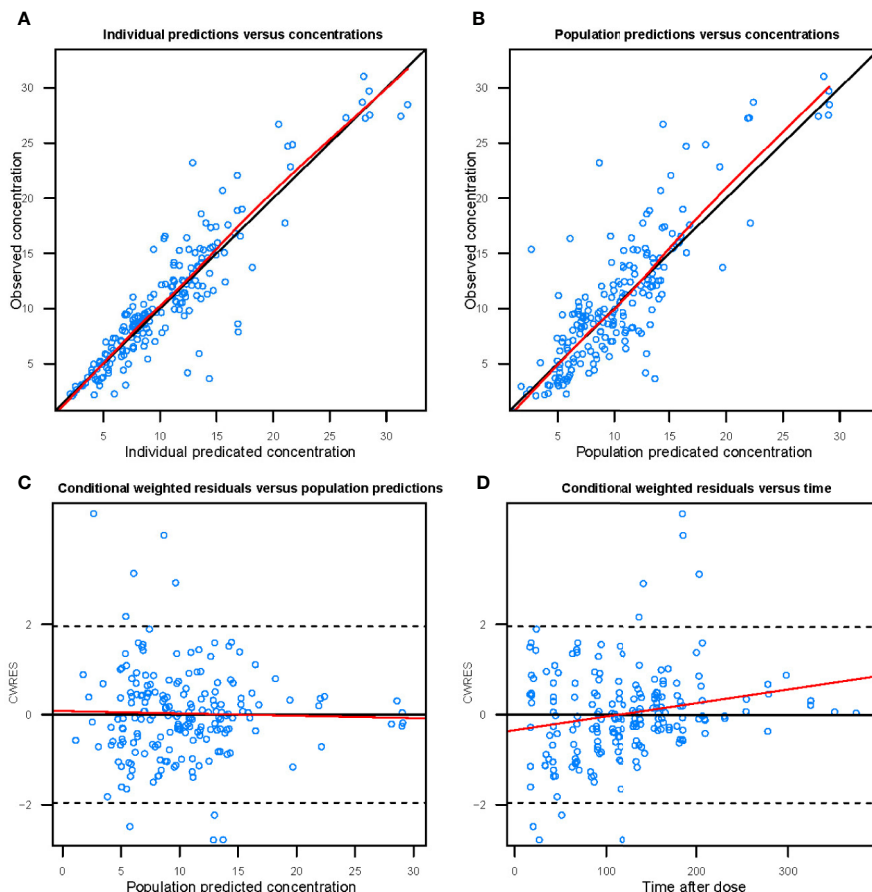 A
Individual predictions versus concentrations
Observed concentration
30
25
20
15
10
5
5 10 15 20 25 30
Individual predicated concentration
B
Population predictions versus concentrations
Observed concentration
30
25
20
15
10
5
5 10 15 20 25 30
Population predicated concentration
C
Conditional weighted residuals versus population predictions
CWRES
2
0
−2
0 5 10 15 20 25 30
Population predicted concentration
D
Conditional weighted residuals versus time
CWRES
2
0
−2
0 100 200 300
Time after dose